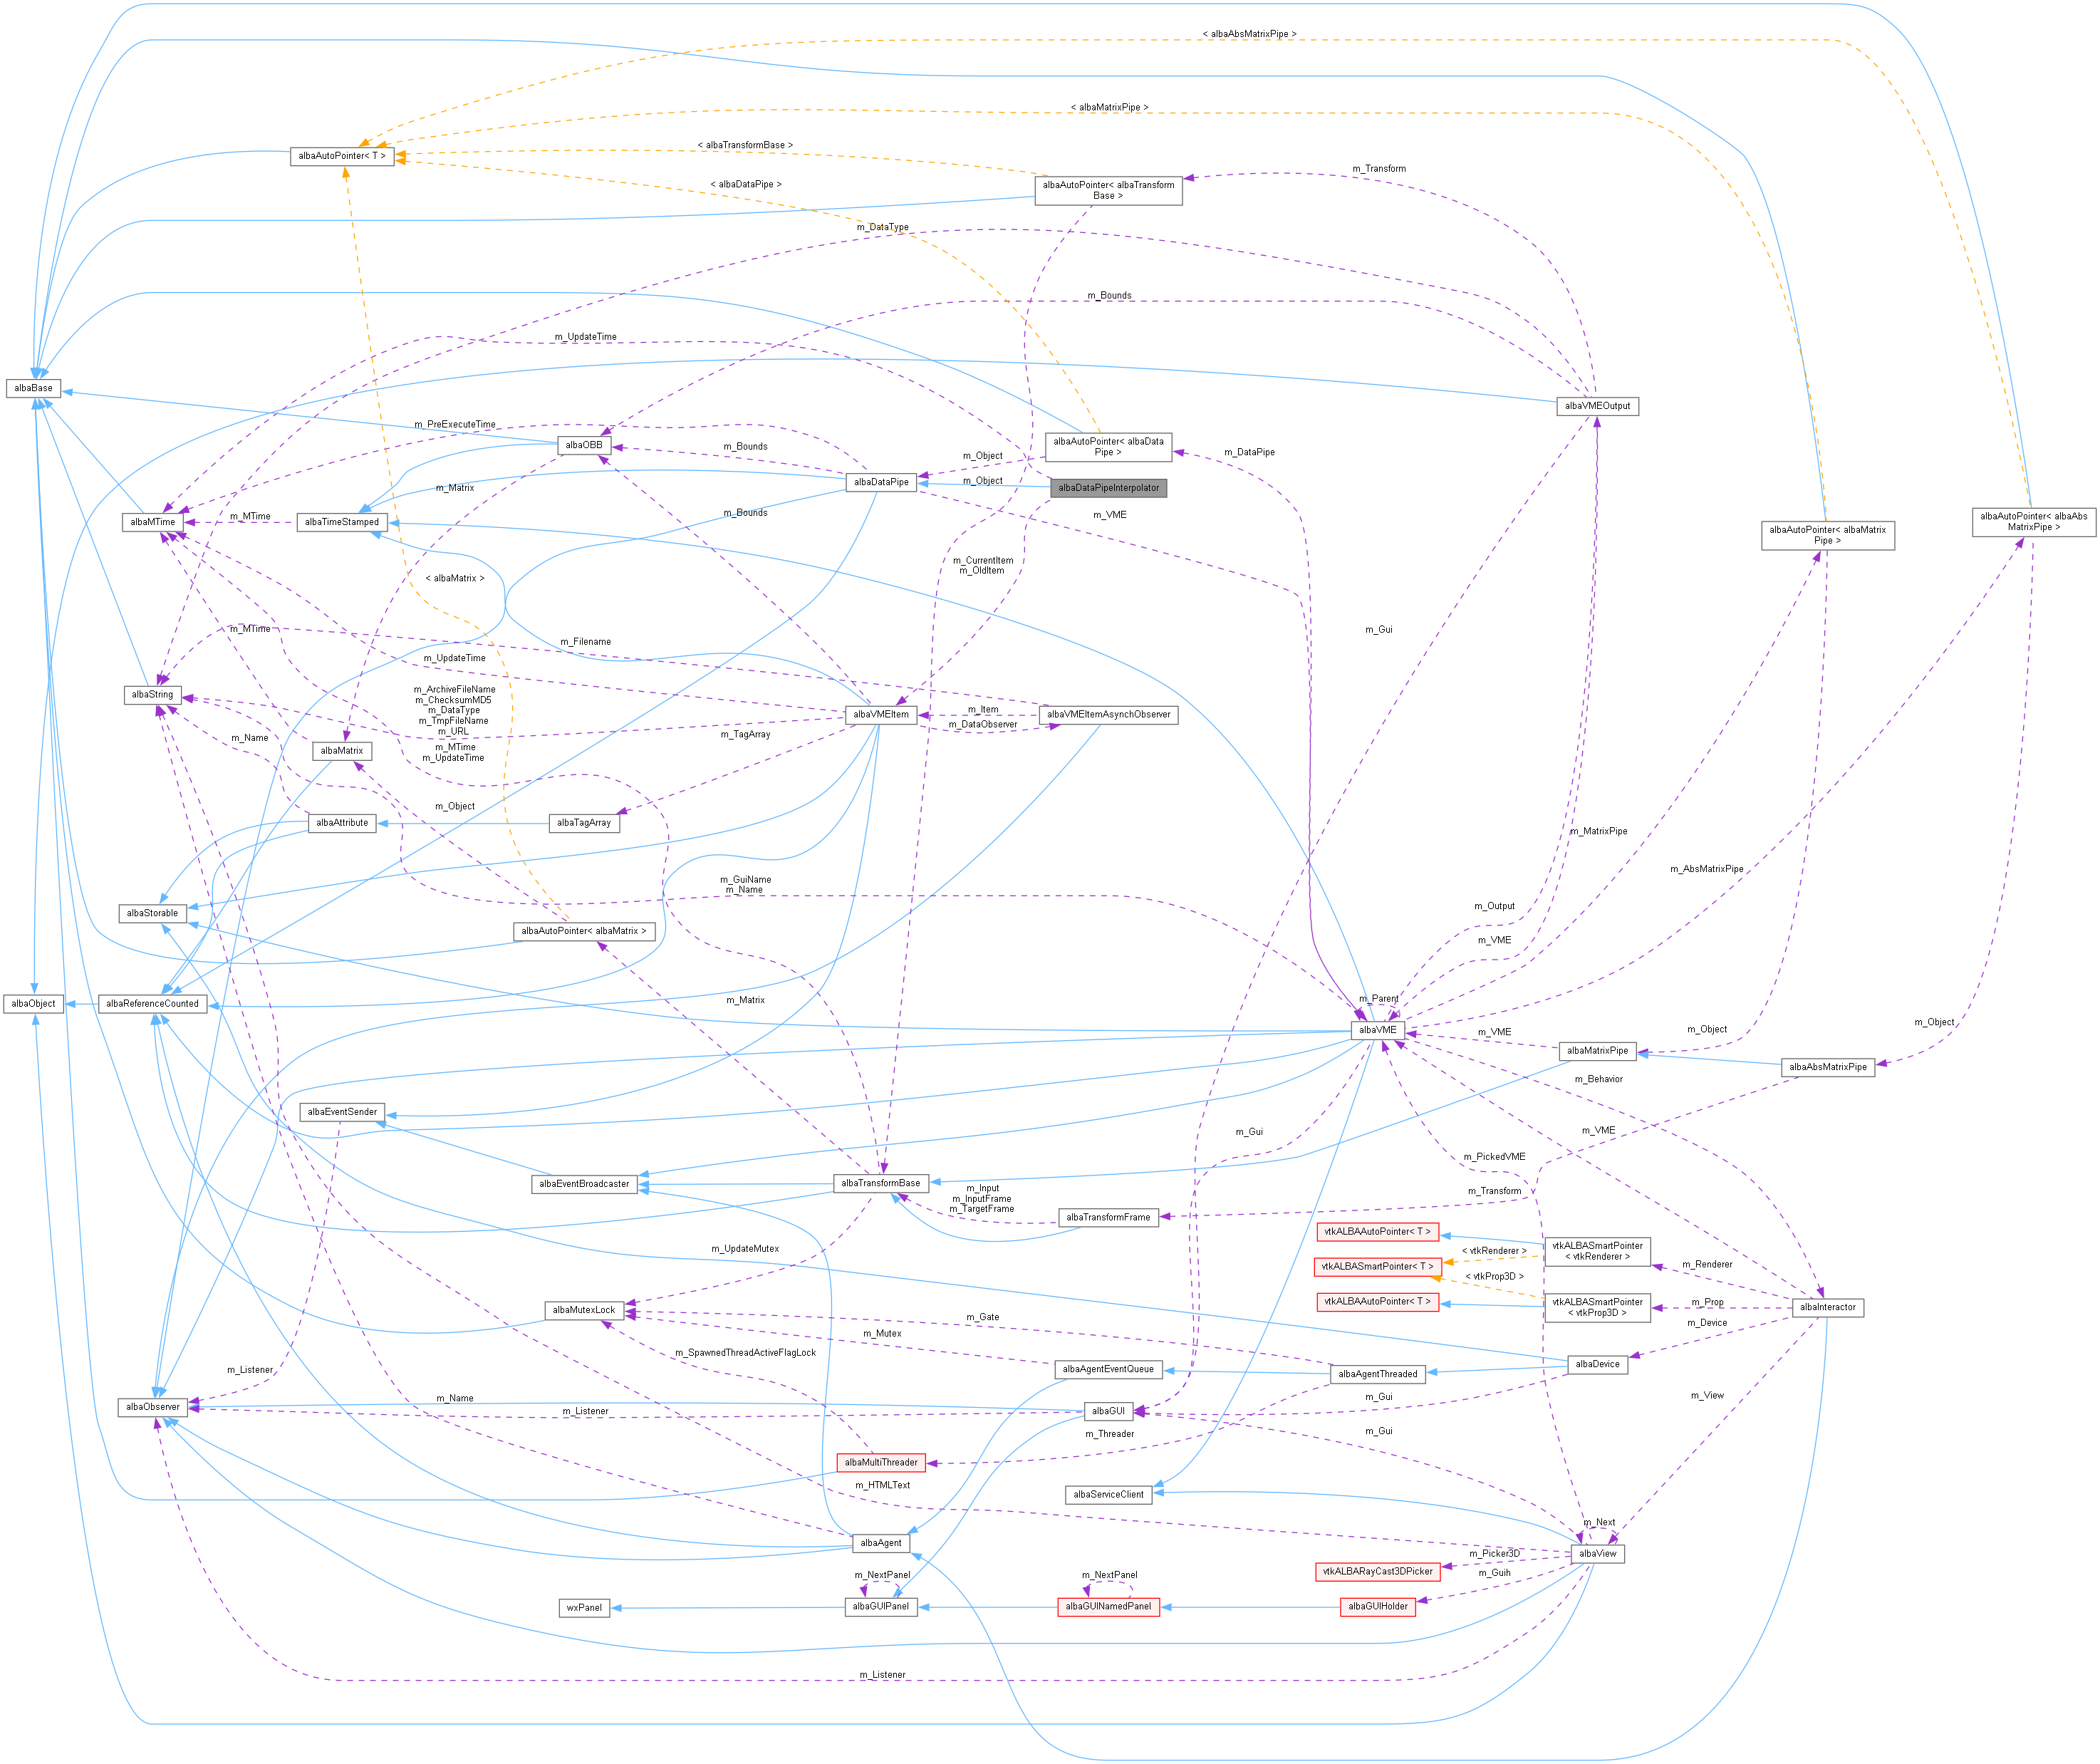 < albaAbsMatrixPipe >
< albaMatrixPipe >
< albaTransformBase >
albaAutoPointer< T >
m_Transform
< albaDataPipe >
albaAutoPointer< albaTransform
Base >
m_DataType
m_Bounds
m_UpdateTime
albaBase
albaVMEOutput
m_PreExecuteTime
albaOBB
m_Bounds
albaAutoPointer< albaData
Pipe >
m_DataPipe
m_Object
m_Object
albaDataPipe
albaDataPipeInterpolator
m_Matrix
m_Bounds
m_VME
m_MTime
albaMTime
albaTimeStamped
albaAutoPointer< albaMatrix
Pipe >
albaAutoPointer< albaAbs
MatrixPipe >
m_CurrentItem
m_OldItem
< albaMatrix >
m_MTime
m_Filename
m_Gui
m_UpdateTime
albaString
m_ArchiveFileName
m_ChecksumMD5
m_DataType
m_TmpFileName
m_URL
albaVMEItem
m_Item
m_DataObserver
albaVMEItemAsynchObserver
m_Name
albaMatrix
m_MTime
m_UpdateTime
m_TagArray
m_Object
albaAttribute
albaTagArray
m_MatrixPipe
m_AbsMatrixPipe
m_GuiName
m_Name
albaStorable
albaAutoPointer< albaMatrix >
m_Output
m_VME
albaObject
albaReferenceCounted
m_Matrix
m_Parent
albaVME
m_VME
m_Object
m_Object
albaMatrixPipe
albaAbsMatrixPipe
m_Behavior
albaEventSender
m_Gui
m_VME
m_PickedVME
albaEventBroadcaster
albaTransformBase
m_Input
m_InputFrame
m_TargetFrame
m_Transform
albaTransformFrame
vtkALBAAutoPointer< T >
m_UpdateMutex
< vtkRenderer >
vtkALBASmartPointer
< vtkRenderer >
m_Renderer
vtkALBASmartPointer< T >
< vtkProp3D >
vtkALBAAutoPointer< T >
vtkALBASmartPointer
< vtkProp3D >
m_Prop
albaInteractor
albaMutexLock
m_Gate
m_Device
m_Mutex
m_SpawnedThreadActiveFlagLock
albaAgentEventQueue
albaAgentThreaded
albaDevice
m_Listener
m_Name
m_Gui
m_View
albaObserver
m_Listener
albaGUI
m_Threader
m_Gui
albaMultiThreader
m_HTMLText
albaServiceClient
m_Next
albaAgent
albaView
m_Picker3D
vtkALBARayCast3DPicker
m_Guih
m_NextPanel
m_NextPanel
wxPanel
albaGUIPanel
albaGUINamedPanel
albaGUIHolder
m_Listener